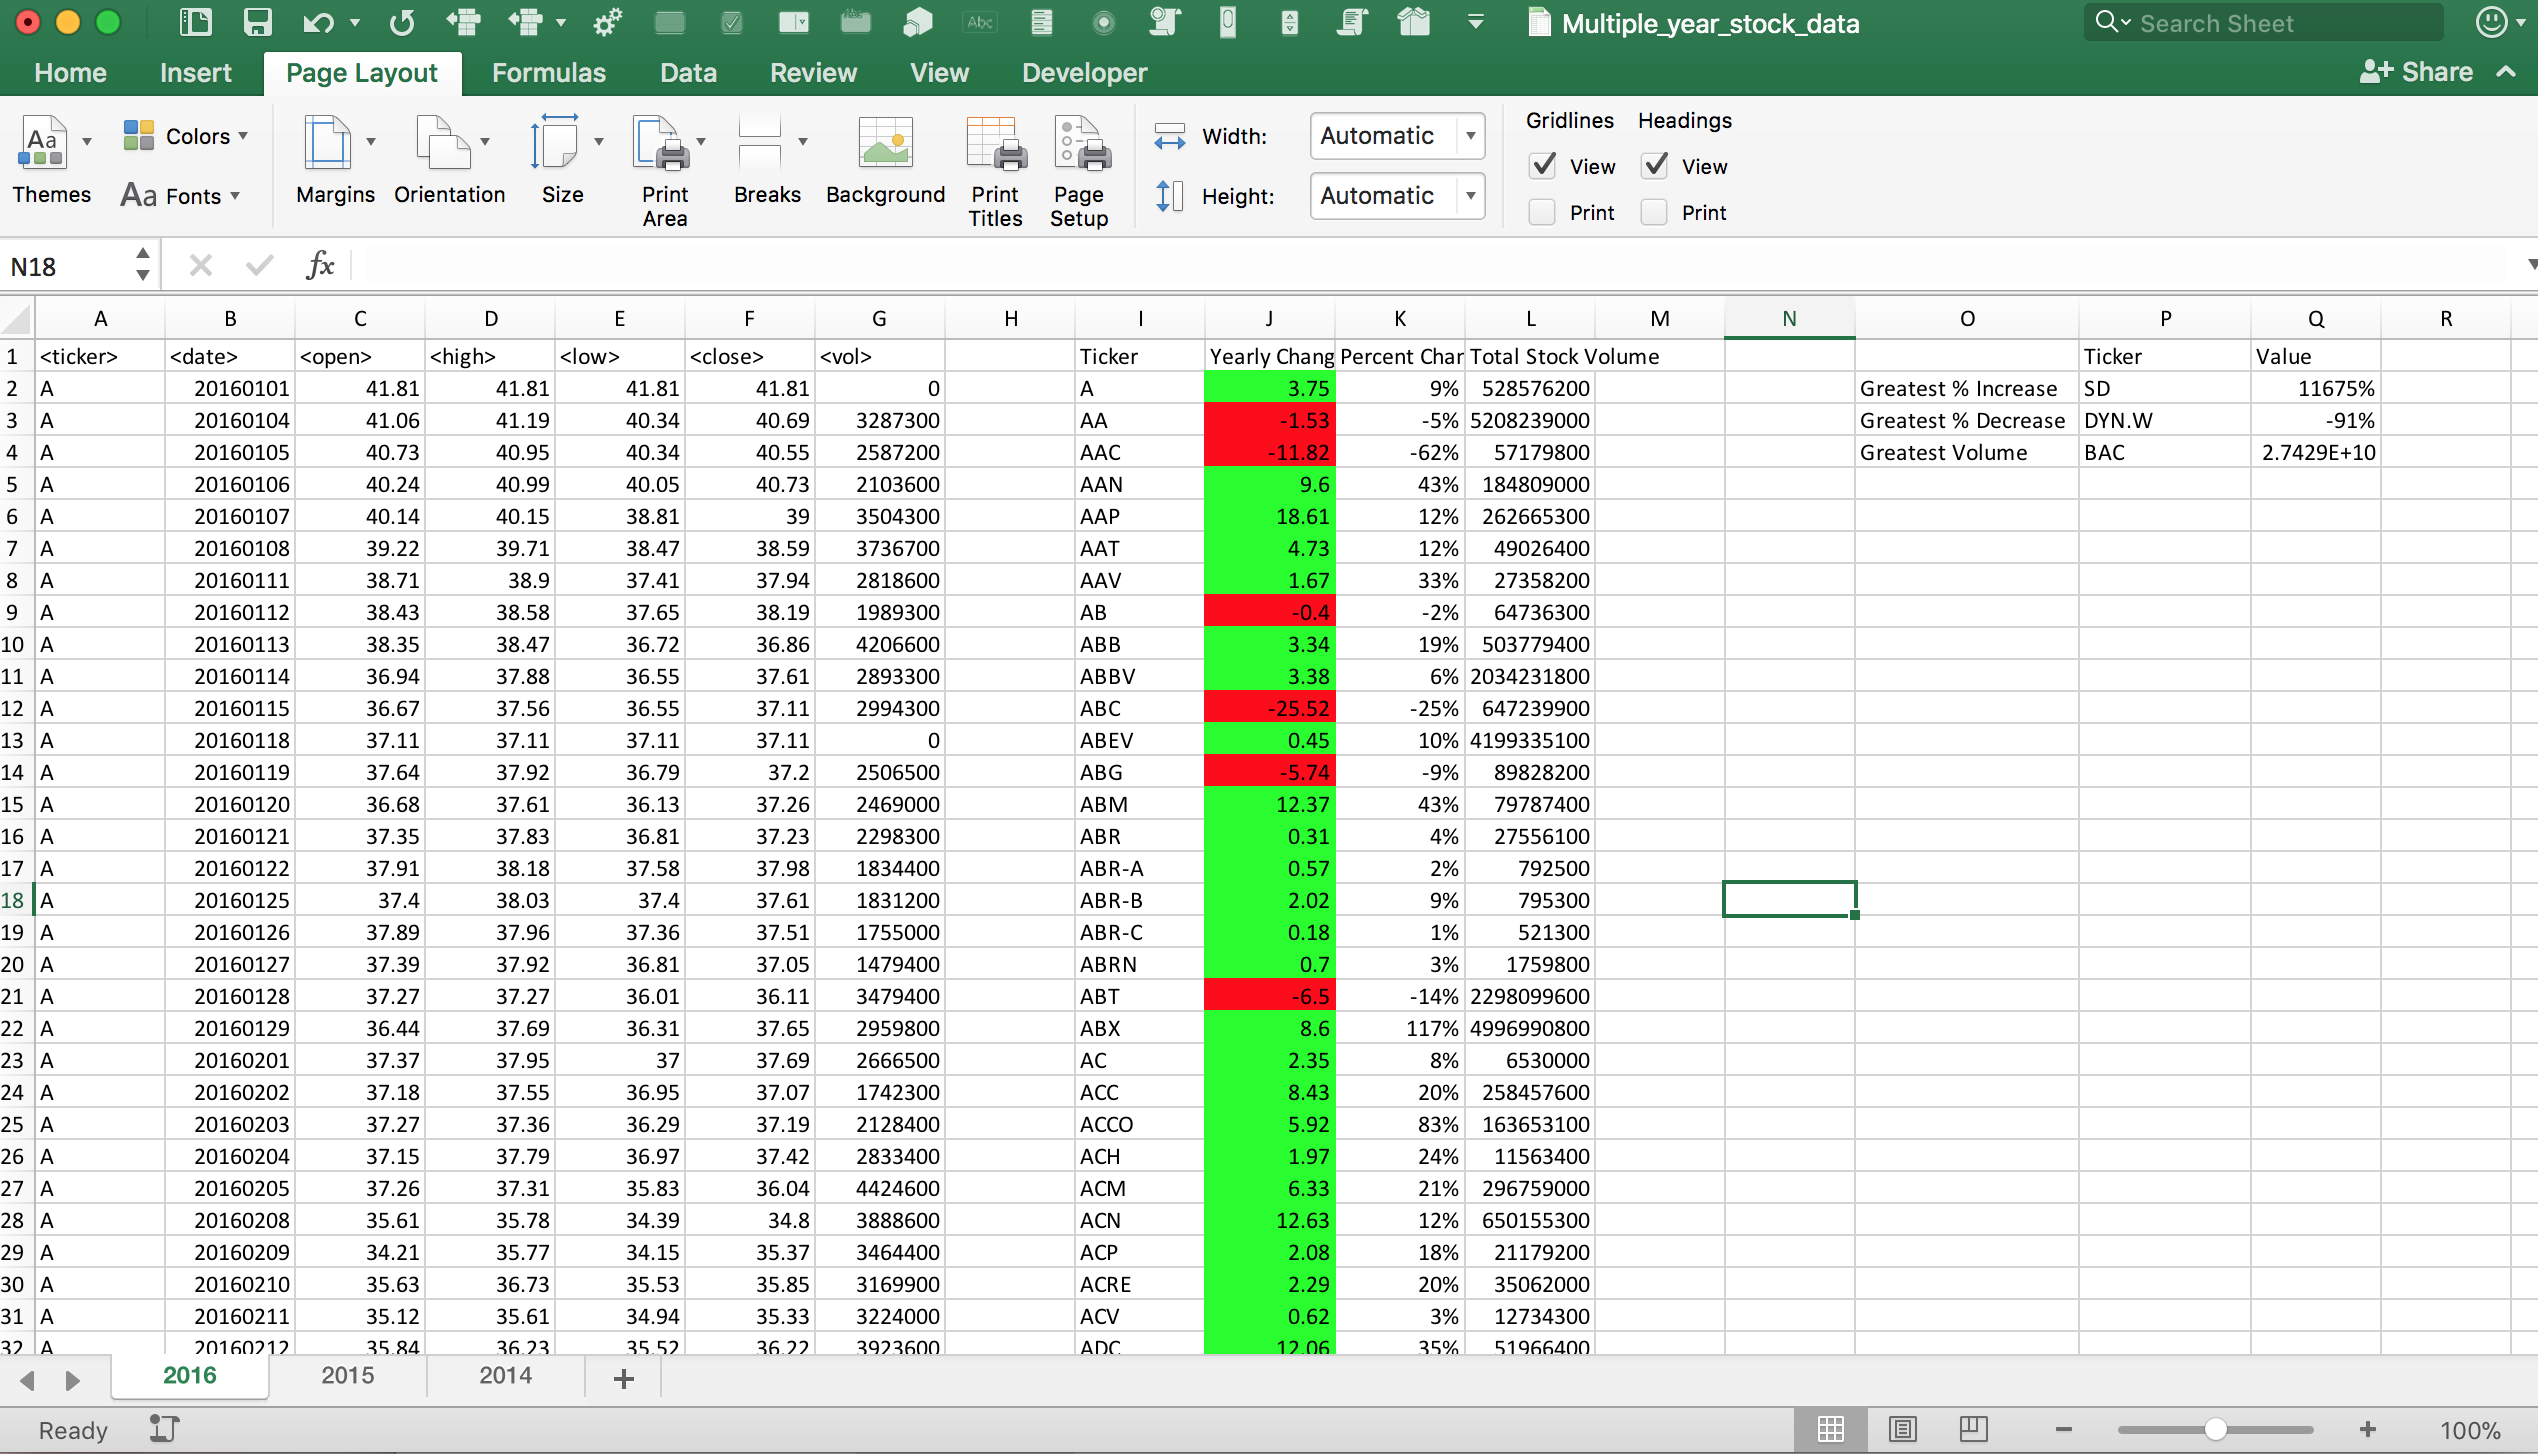 Multiple_year_stock_data
Search Sheet
Home Insert Page Layout Formulas Data Review View Developer Share
Aa Colors Width: Automatic Gridlines Headings
View View
Themes Aa Fonts Margins Orientation Size Print Area Breaks Background Print Titles Page Setup Height: Automatic Print Print
N18 fx
A B C D E F G H I J K L M N O P Q R
1 <ticker> <date> <open> <high> <low> <close> <vol> Ticker Yearly Chang Percent Char Total Stock Volume Ticker Value
2 A 20160101 41.81 41.81 41.81 41.81 0 A 3.75 9% 528576200 Greatest % Increase SD 11675%
3 A 20160104 41.06 41.19 40.34 40.69 3287300 AA -1.53 -5% 5208239000 Greatest % Decrease DYN.W -91%
4 A 20160105 40.73 40.95 40.34 40.55 2587200 AAC -11.82 -62% 57179800 Greatest Volume BAC 2.7429E+10
5 A 20160106 40.24 40.99 40.05 40.73 2103600 AAN 9.6 43% 184809000
6 A 20160107 40.14 40.15 38.81 39 3504300 AAP 18.61 12% 262665300
7 A 20160108 39.22 39.71 38.47 38.59 3736700 AAT 4.73 12% 49026400
8 A 20160111 38.71 38.9 37.41 37.94 2818600 AAV 1.67 33% 27358200
9 A 20160112 38.43 38.58 37.65 38.19 1989300 AB -0.4 -2% 64736300
10 A 20160113 38.35 38.47 36.72 36.86 4206600 ABB 3.34 19% 503779400
11 A 20160114 36.94 37.88 36.55 37.61 2893300 ABBV 3.38 6% 2034231800
12 A 20160115 36.67 37.56 36.55 37.11 2994300 ABC -25.52 -25% 647239900
13 A 20160118 37.11 37.11 37.11 37.11 0 ABEV 0.45 10% 4199335100
14 A 20160119 37.64 37.92 36.79 37.2 2506500 ABG -5.74 -9% 89828200
15 A 20160120 36.68 37.61 36.13 37.26 2469000 ABM 12.37 43% 79787400
16 A 20160121 37.35 37.83 36.81 37.23 2298300 ABR 0.31 4% 27556100
17 A 20160122 37.91 38.18 37.58 37.98 1834400 ABR-A 0.57 2% 792500
18 A 20160125 37.4 38.03 37.4 37.61 1831200 ABR-B 2.02 9% 795300
19 A 20160126 37.89 37.96 37.36 37.51 1755000 ABR-C 0.18 1% 521300
20 A 20160127 37.39 37.92 36.81 37.05 1479400 ABRN 0.7 3% 1759800
21 A 20160128 37.27 37.27 36.01 36.11 3479400 ABT -6.5 -14% 2298099600
22 A 20160129 36.44 37.69 36.31 37.65 2959800 ABX 8.6 117% 4996990800
23 A 20160201 37.37 37.95 37 37.69 2666500 AC 2.35 8% 6530000
24 A 20160202 37.18 37.55 36.95 37.07 1742300 ACC 8.43 20% 258457600
25 A 20160203 37.27 37.36 36.29 37.19 2128400 ACCO 5.92 83% 163653100
26 A 20160204 37.15 37.79 36.97 37.42 2833400 ACH 1.97 24% 11563400
27 A 20160205 37.26 37.31 35.83 36.04 4424600 ACM 6.33 21% 296759000
28 A 20160208 35.61 35.78 34.39 34.8 3888600 ACN 12.63 12% 650155300
29 A 20160209 34.21 35.77 34.15 35.37 3464400 ACP 2.08 18% 21179200
30 A 20160210 35.63 36.73 35.53 35.85 3169900 ACRE 2.29 20% 35062000
31 A 20160211 35.12 35.61 34.94 35.33 3224000 ACV 0.62 3% 12734300
32 A 20160212 35.84 36.23 35.52 36.22 3923600 ADC 12.06 35% 51966400
2016 2015 2014 +
Ready 100%